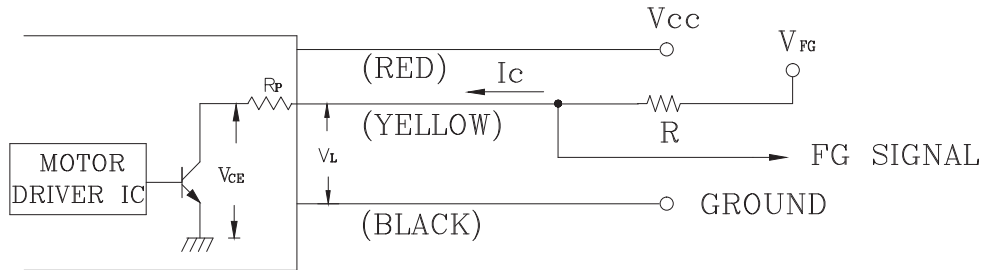 Vcc
VFG
(RED)
Ic
RP
(YELLOW)
R
VL
FG SIGNAL
MOTOR
DRIVER IC
VCE
(BLACK)
GROUND